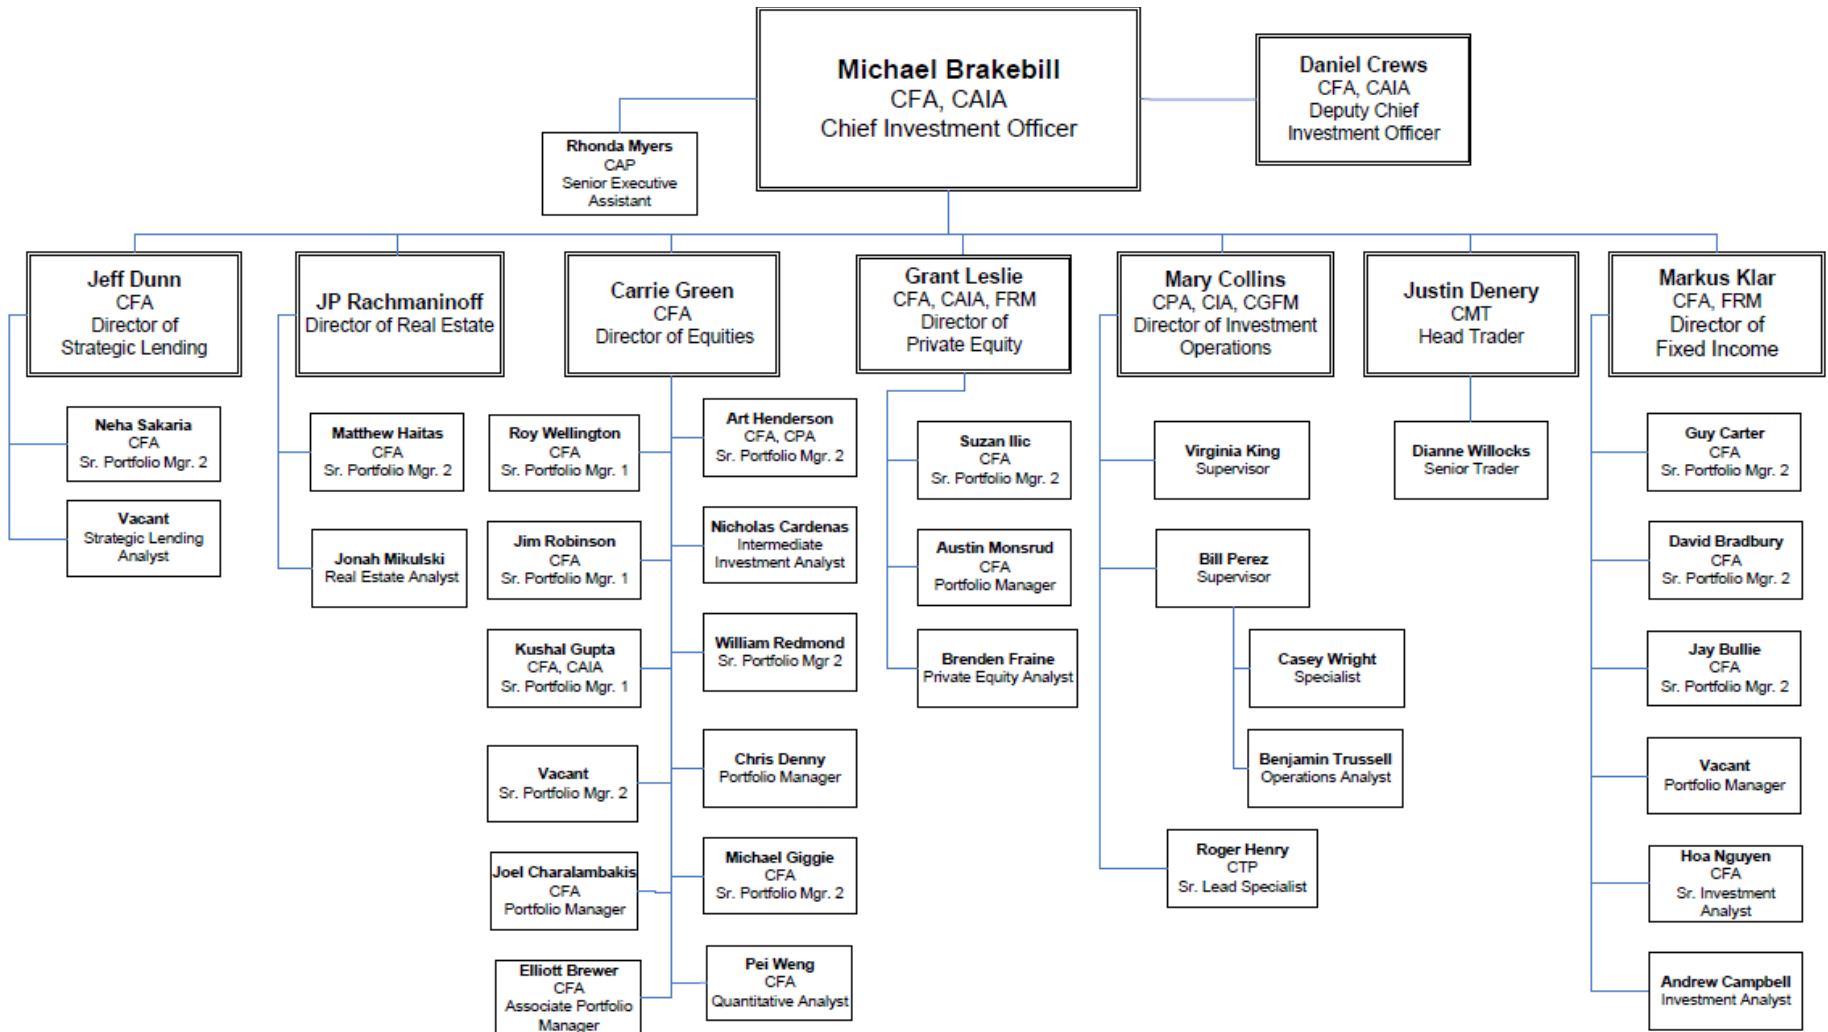 Michael Brakebill
CFA, CAIA
Chief Investment Officer
Daniel Crews
CFA, CAIA
Deputy Chief
Investment Officer
Rhonda Myers
CAP
Senior Executive
Assistant
Jeff Dunn
CFA
Director of
Strategic Lending
JP Rachmaninoff
Director of Real Estate
Carrie Green
CFA
Director of Equities
Grant Leslie
CFA, CAIA, FRM
Director of
Private Equity
Mary Collins
CPA, CIA, CGFM
Director of Investment
Operations
Justin Denery
CMT
Head Trader
Markus Klar
CFA, FRM
Director of
Fixed Income
Neha Sakaria
CFA
Sr. Portfolio Mgr. 2
Vacant
Strategic Lending
Analyst
Matthew Haitas
CFA
Sr. Portfolio Mgr. 2
Jonah Mikulski
Real Estate Analyst
Roy Wellington
CFA
Sr. Portfolio Mgr. 1
Jim Robinson
CFA
Sr. Portfolio Mgr. 1
Kushal Gupta
CFA, CAIA
Sr. Portfolio Mgr. 1
Vacant
Sr. Portfolio Mgr. 2
Joel Charalambakis
CFA
Portfolio Manager
Elliott Brewer
CFA
Associate Portfolio
Manager
Art Henderson
CFA, CPA
Sr. Portfolio Mgr. 2
Nicholas Cardenas
Intermediate
Investment Analyst
William Redmond
Sr. Portfolio Mgr 2
Chris Denny
Portfolio Manager
Michael Giggie
CFA
Sr. Portfolio Mgr. 2
Pei Weng
CFA
Quantitative Analyst
Suzan Ilic
CFA
Sr. Portfolio Mgr. 2
Austin Monsrud
CFA
Portfolio Manager
Brenden Fraine
Private Equity Analyst
Virginia King
Supervisor
Bill Perez
Supervisor
Casey Wright
Specialist
Benjamin Trussell
Operations Analyst
Roger Henry
CTP
Sr. Lead Specialist
Dianne Willocks
Senior Trader
Guy Carter
CFA
Sr. Portfolio Mgr. 2
David Bradbury
CFA
Sr. Portfolio Mgr. 2
Jay Bullie
CFA
Sr. Portfolio Mgr. 2
Vacant
Portfolio Manager
Hoa Nguyen
CFA
Sr. Investment
Analyst
Andrew Campbell
Investment Analyst